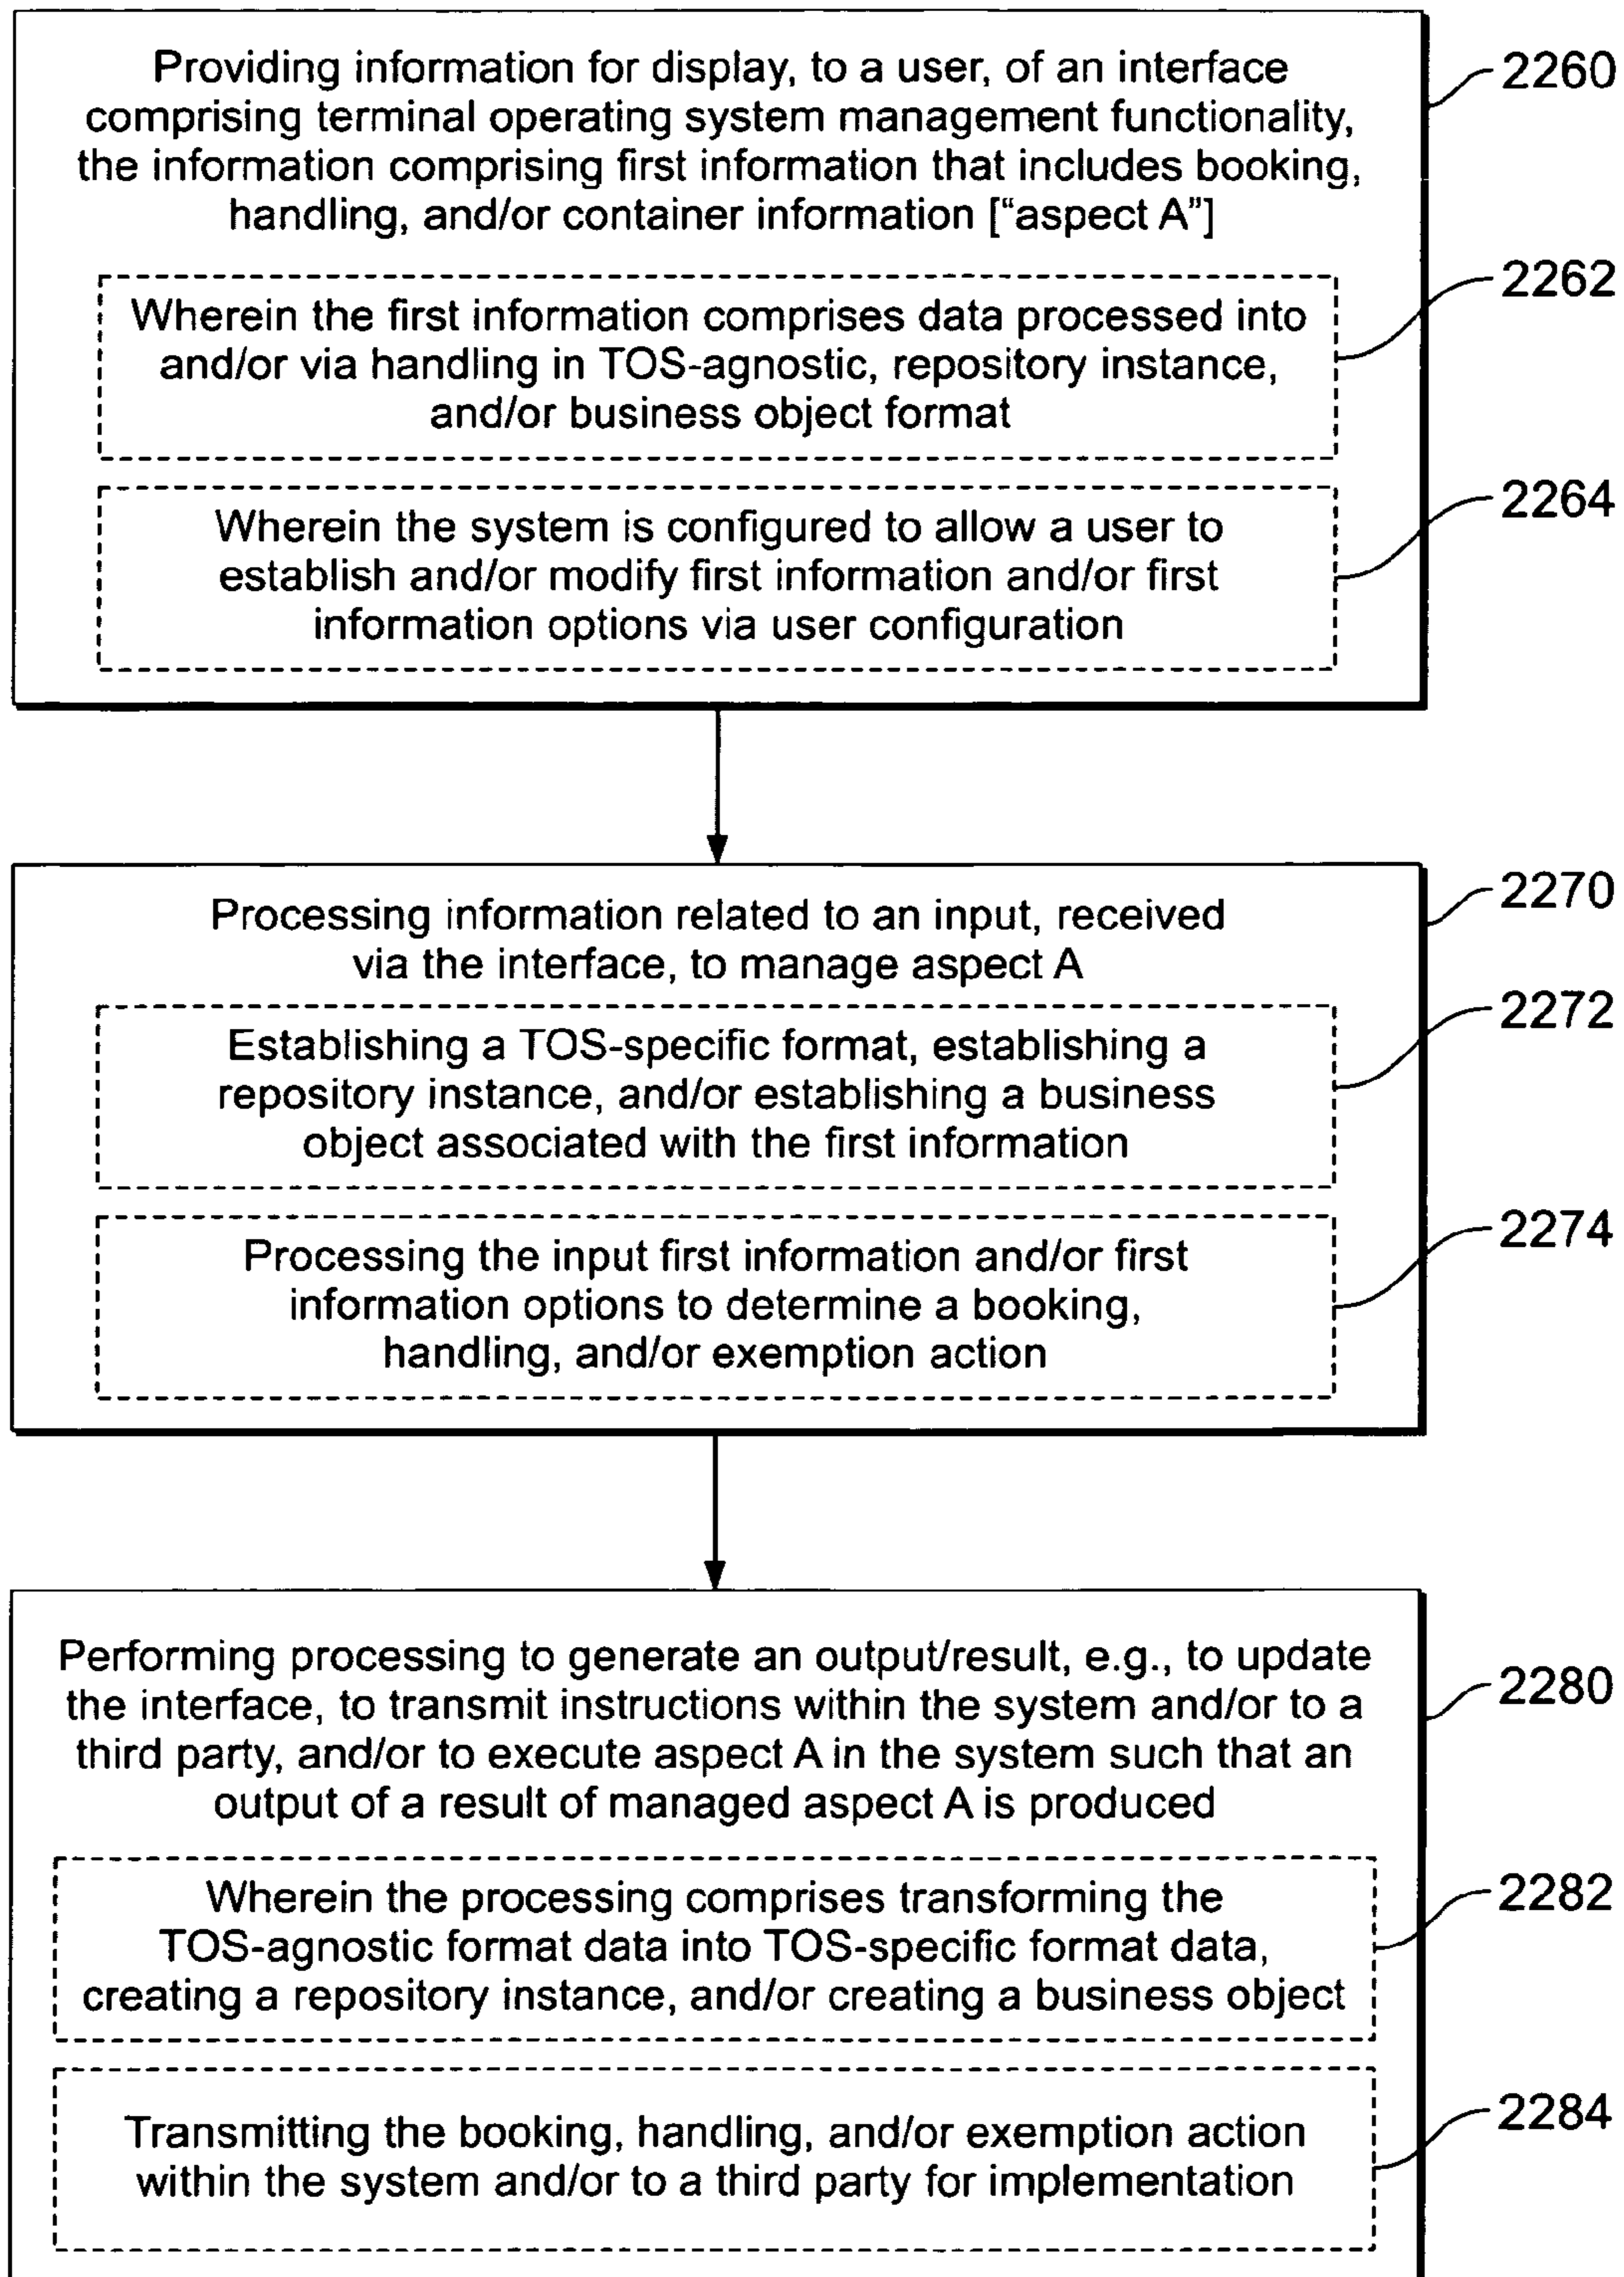 Providing information for display, to a user, of an interface
comprising terminal operating system management functionality,
the information comprising first information that includes booking,
handling, and/or container information [“aspect A”]
2260
Wherein the first information comprises data processed into
and/or via handling in TOS-agnostic, repository instance,
and/or business object format
2262
Wherein the system is configured to allow a user to
establish and/or modify first information and/or first
information options via user configuration
2264
Processing information related to an input, received
via the interface, to manage aspect A
2270
Establishing a TOS-specific format, establishing a
repository instance, and/or establishing a business
object associated with the first information
2272
Processing the input first information and/or first
information options to determine a booking,
handling, and/or exemption action
2274
Performing processing to generate an output/result, e.g., to update
the interface, to transmit instructions within the system and/or to a
third party, and/or to execute aspect A in the system such that an
output of a result of managed aspect A is produced
2280
Wherein the processing comprises transforming the
TOS-agnostic format data into TOS-specific format data,
creating a repository instance, and/or creating a business object
2282
Transmitting the booking, handling, and/or exemption action
within the system and/or to a third party for implementation
2284